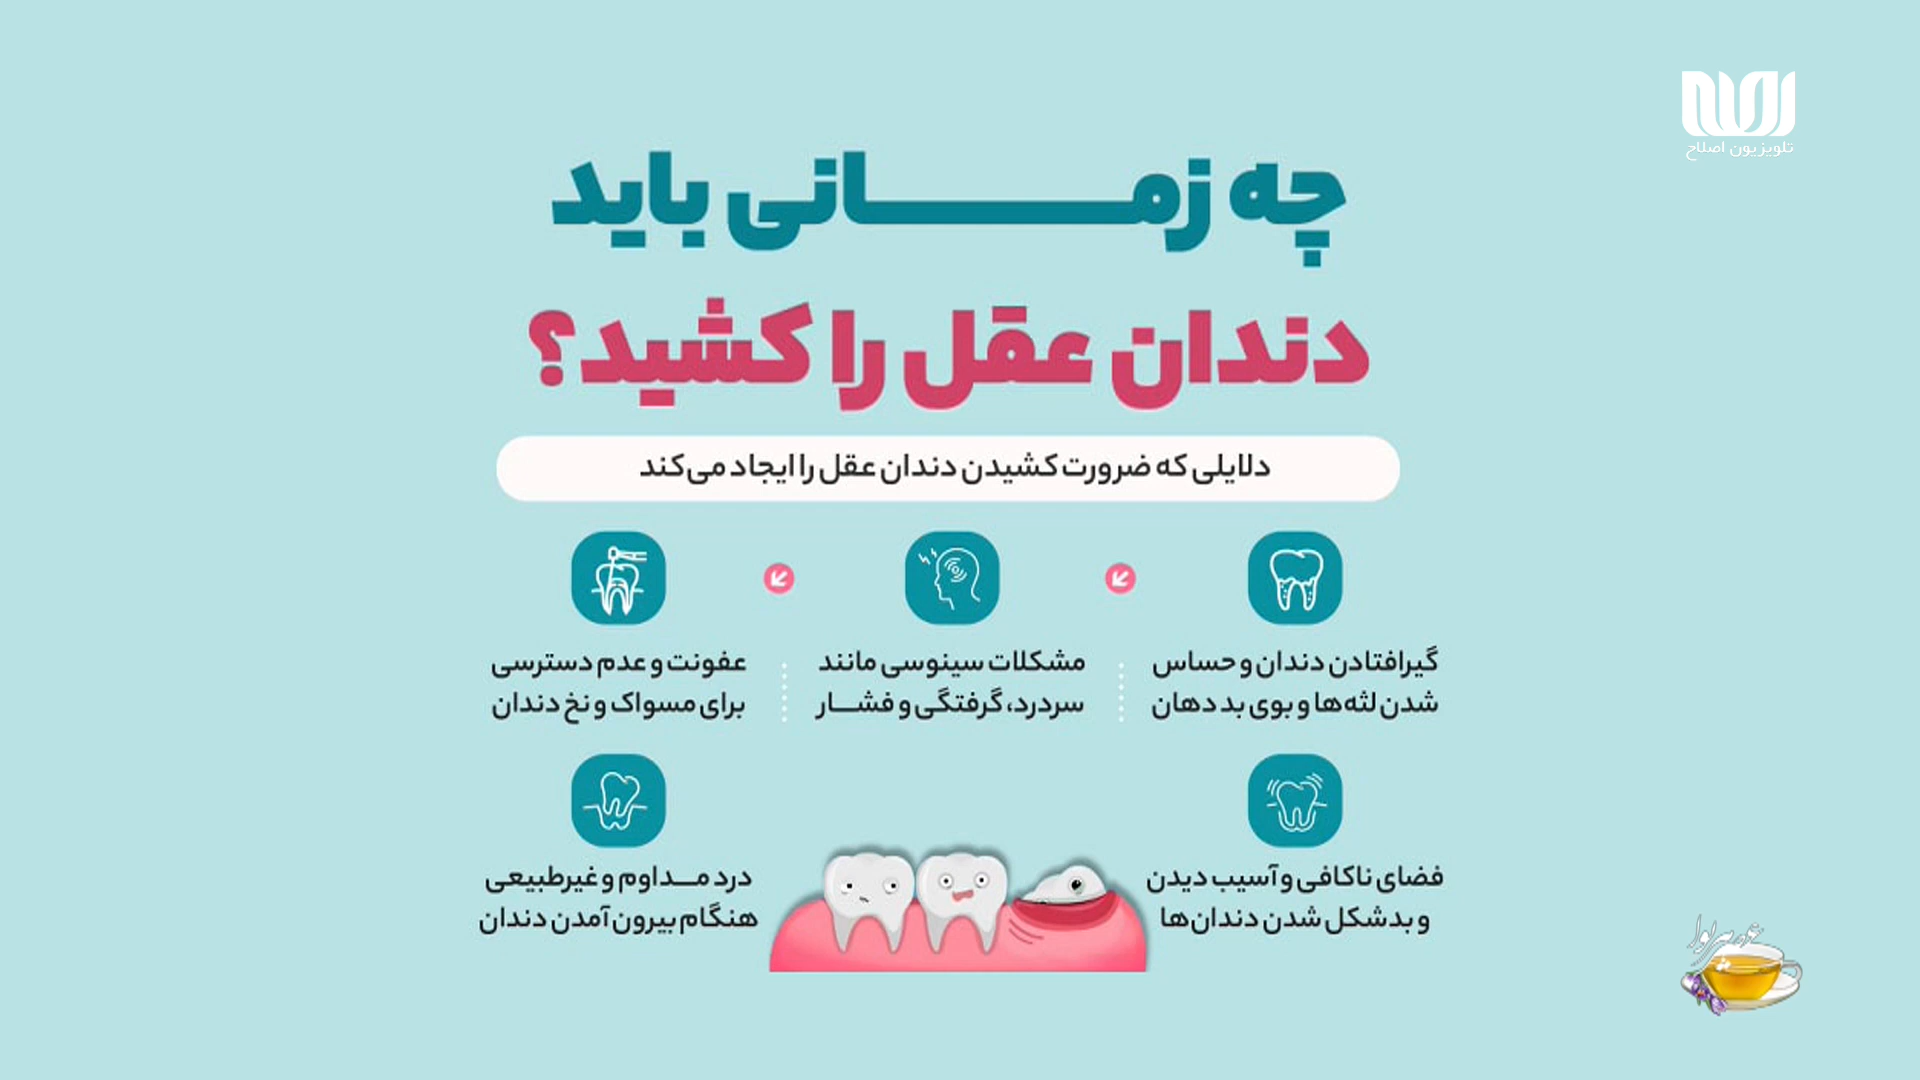 تلویزیون اصلاح
چه زمـــــــــانی باید
دندان عقل را کشید؟
دلایلی که ضرورت کشیدن دندان عقل را ایجاد می‌کند
گیرافتادن دندان و حساس
شدن لثه‌ها و بوی بد دهان
مشکلات سینوسی مانند
سردرد، گرفتگی و فشـــار
عفونت و عدم دسترسی
برای مسواک و نخ دندان
فضای ناکافی و آسیب دیدن
و بدشکل شدن دندان‌ها
درد مـــداوم و غیرطبیعی
هنگام بیرون آمدن دندان